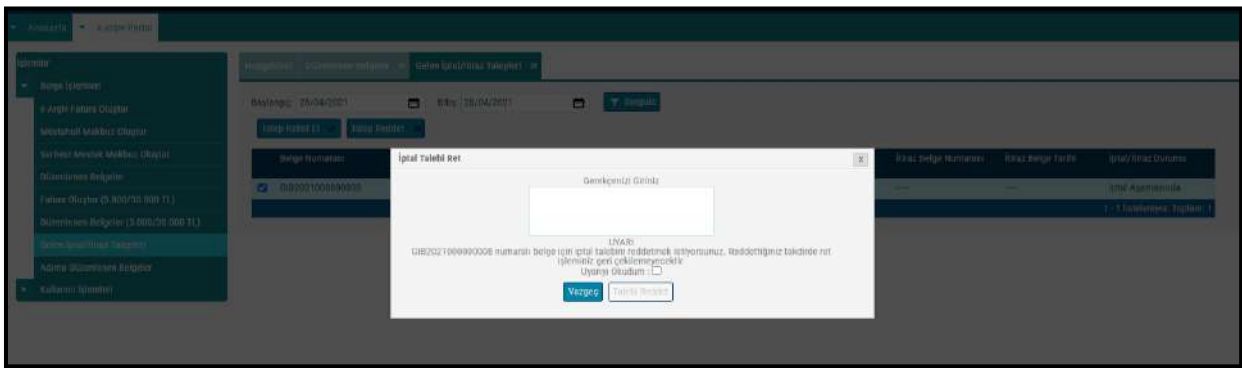 Anasayfa e-Arşiv Portal
İşlemler
Belge İşlemleri
e-Arşiv Fatura Oluştur
Müstahsil Makbuz Oluştur
Serbest Meslek Makbuz Oluştur
Düzenlenen Belgeler
Fatura Oluştur (5.000/30.000 TL)
Düzenlenen Belgeler (5.000/30.000 TL)
Gelen İptal/İtiraz Talepleri
Adıma Düzenlenen Belgeler
Kullanıcı İşlemleri
Hoşgeldiniz Düzenlenen Belgeler Gelen İptal/İtiraz Talepleri
Başlangıç 28/04/2021 Bitiş 28/04/2021 Sorgula
Talep Kabul Et Talep Reddet
Belge Numarası İtiraz Belge Numarası İtiraz Belge Tarihi İptal/İtiraz Durumu
GIB2021000000008 ---- ---- İptal Aşamasında
1 - 1 listeleniyor. Toplam: 1
İptal Talebi Ret x
Gerekçenizi Giriniz
UYARI
GIB2021000000008 numaralı belge için iptal talebini reddetmek istiyorsunuz. Reddettiğiniz takdirde ret
işleminiz geri çekilemeyecektir
Uyarıyı Okudum :
Vazgeç Talebi Reddet